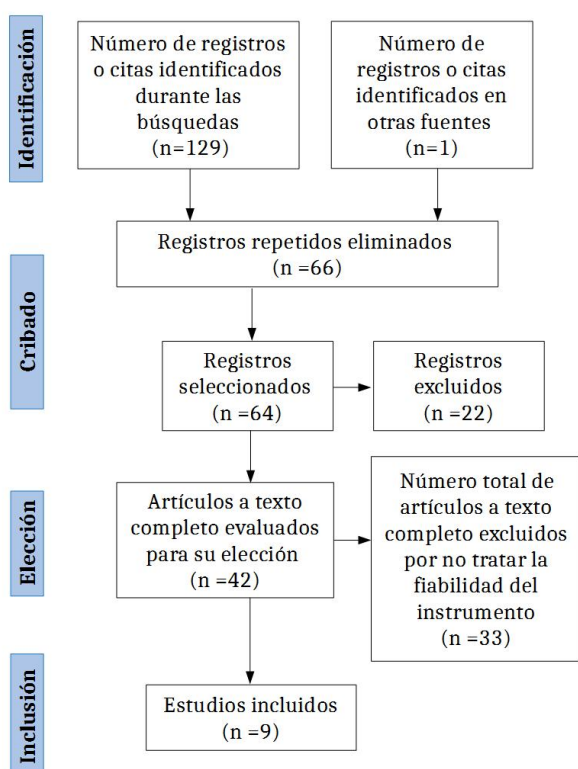 Identificación
Número de registros
o citas identificados
durante las
búsquedas
(n=129)
Número de
registros o citas
identificados en
otras fuentes
(n=1)
Cribado
Registros repetidos eliminados
(n =66)
Registros
seleccionados
(n =64)
Registros
excluidos
(n =22)
Elección
Artículos a texto
completo evaluados
para su elección
(n =42)
Número total de
artículos a texto
completo excluidos
por no tratar la
fiabilidad del
instrumento
(n =33)
Inclusión
Estudios incluidos
(n =9)